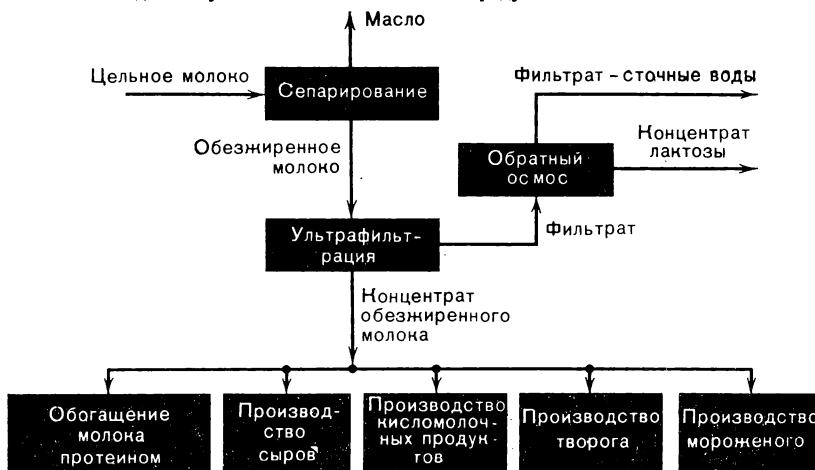 Масло
Цельное молоко
Сепарирование
Фильтрат – сточные воды
Обезжиренное
молоко
Концентрат
лактозы
Обратный
осмос
Ультрафильт-
рация
Фильтрат
Концентрат
обезжиренного
молока
Обогащение
молока
протеином
Производ-
ство
сыров
Производство
кисломолоч-
ных продук-
тов
Производство
творога
Производство
мороженого